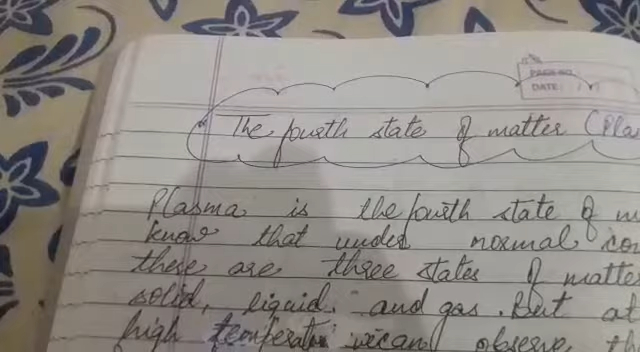 PAGE NO.
DATE: / /
The fourth state of matter (Pla
Plasma is the fourth state of m
know that under normal con
there are three states of matter
solid, liquid, and gas. But at
high temperatur we can observe th